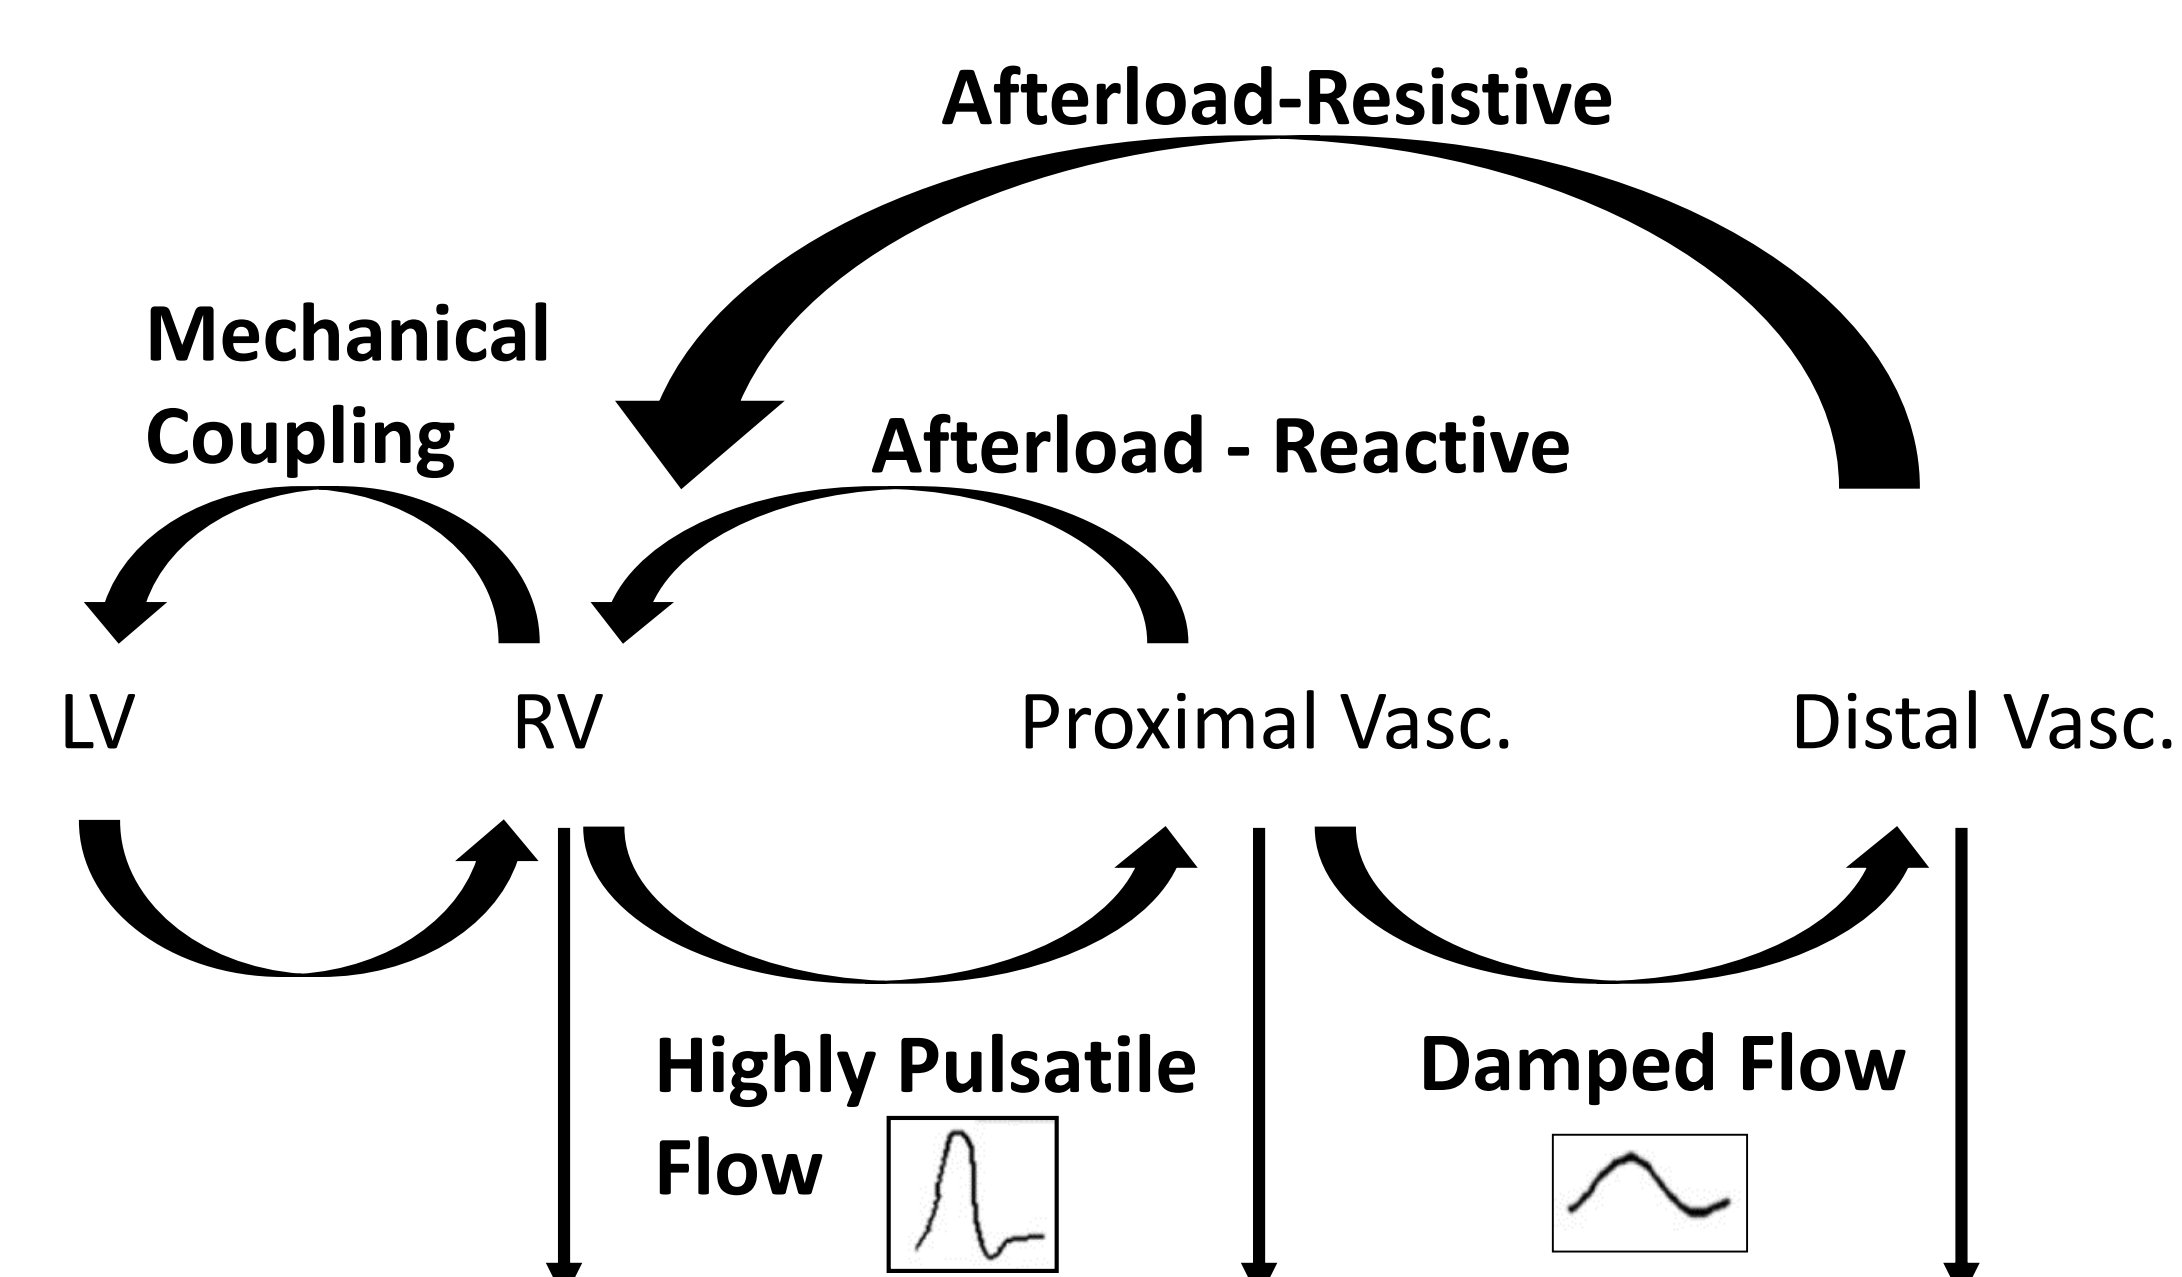 Afterload-Resistive
Mechanical
Coupling
Afterload - Reactive
LV
RV
Proximal Vasc.
Distal Vasc.
Highly Pulsatile
Flow
Damped Flow